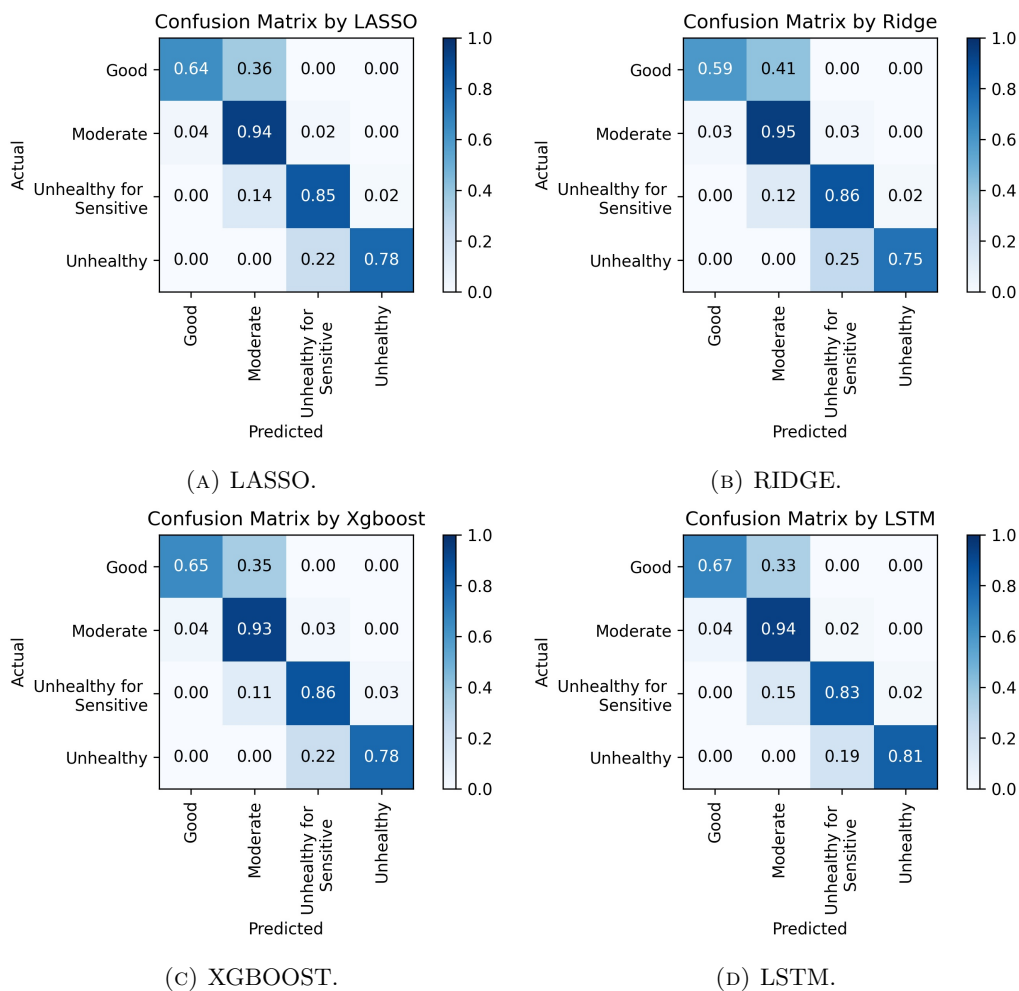 Confusion Matrix by LASSO
Good 0.64 0.36 0.00 0.00
Moderate 0.04 0.94 0.02 0.00
Unhealthy for
Sensitive 0.00 0.14 0.85 0.02
Unhealthy 0.00 0.00 0.22 0.78
Actual
1.0
0.8
0.6
0.4
0.2
0.0
Good
Moderate
Unhealthy for
Sensitive
Unhealthy
Predicted
(A) LASSO.
Confusion Matrix by Ridge
Good 0.59 0.41 0.00 0.00
Moderate 0.03 0.95 0.03 0.00
Unhealthy for
Sensitive 0.00 0.12 0.86 0.02
Unhealthy 0.00 0.00 0.25 0.75
Actual
1.0
0.8
0.6
0.4
0.2
0.0
Good
Moderate
Unhealthy for
Sensitive
Unhealthy
Predicted
(B) RIDGE.
Confusion Matrix by Xgboost
Good 0.65 0.35 0.00 0.00
Moderate 0.04 0.93 0.03 0.00
Unhealthy for
Sensitive 0.00 0.11 0.86 0.03
Unhealthy 0.00 0.00 0.22 0.78
Actual
1.0
0.8
0.6
0.4
0.2
0.0
Good
Moderate
Unhealthy for
Sensitive
Unhealthy
Predicted
(C) XGBOOST.
Confusion Matrix by LSTM
Good 0.67 0.33 0.00 0.00
Moderate 0.04 0.94 0.02 0.00
Unhealthy for
Sensitive 0.00 0.15 0.83 0.02
Unhealthy 0.00 0.00 0.19 0.81
Actual
1.0
0.8
0.6
0.4
0.2
0.0
Good
Moderate
Unhealthy for
Sensitive
Unhealthy
Predicted
(D) LSTM.